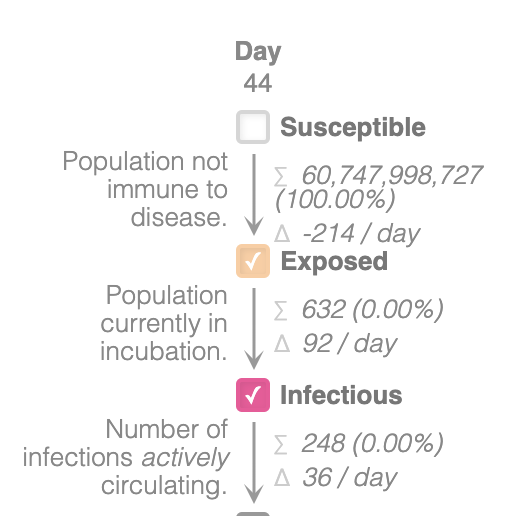 Day
44
Susceptible
Population not
immune to
disease.
Σ 60,747,998,727
(100.00%)
Δ -214 / day
✓ Exposed
Population
currently in
incubation.
Σ 632 (0.00%)
Δ 92 / day
✓ Infectious
Number of
infections actively
circulating.
Σ 248 (0.00%)
Δ 36 / day